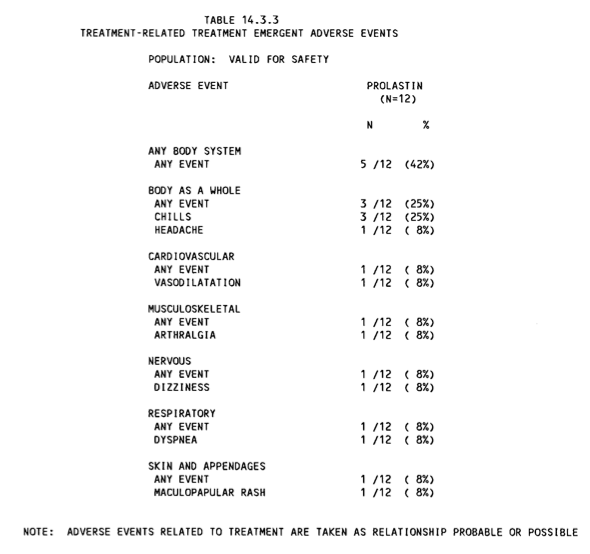 TABLE 14.3.3
TREATMENT-RELATED TREATMENT EMERGENT ADVERSE EVENTS
POPULATION: VALID FOR SAFETY
ADVERSE EVENT PROLASTIN
(N=12)
N %
ANY BODY SYSTEM
ANY EVENT 5 /12 (42%)
BODY AS A WHOLE
ANY EVENT 3 /12 (25%)
CHILLS 3 /12 (25%)
HEADACHE 1 /12 ( 8%)
CARDIOVASCULAR
ANY EVENT 1 /12 ( 8%)
VASODILATATION 1 /12 ( 8%)
MUSCULOSKELETAL
ANY EVENT 1 /12 ( 8%)
ARTHRALGIA 1 /12 ( 8%)
NERVOUS
ANY EVENT 1 /12 ( 8%)
DIZZINESS 1 /12 ( 8%)
RESPIRATORY
ANY EVENT 1 /12 ( 8%)
DYSPNEA 1 /12 ( 8%)
SKIN AND APPENDAGES
ANY EVENT 1 /12 ( 8%)
MACULOPAPULAR RASH 1 /12 ( 8%)
NOTE: ADVERSE EVENTS RELATED TO TREATMENT ARE TAKEN AS RELATIONSHIP PROBABLE OR POSSIBLE